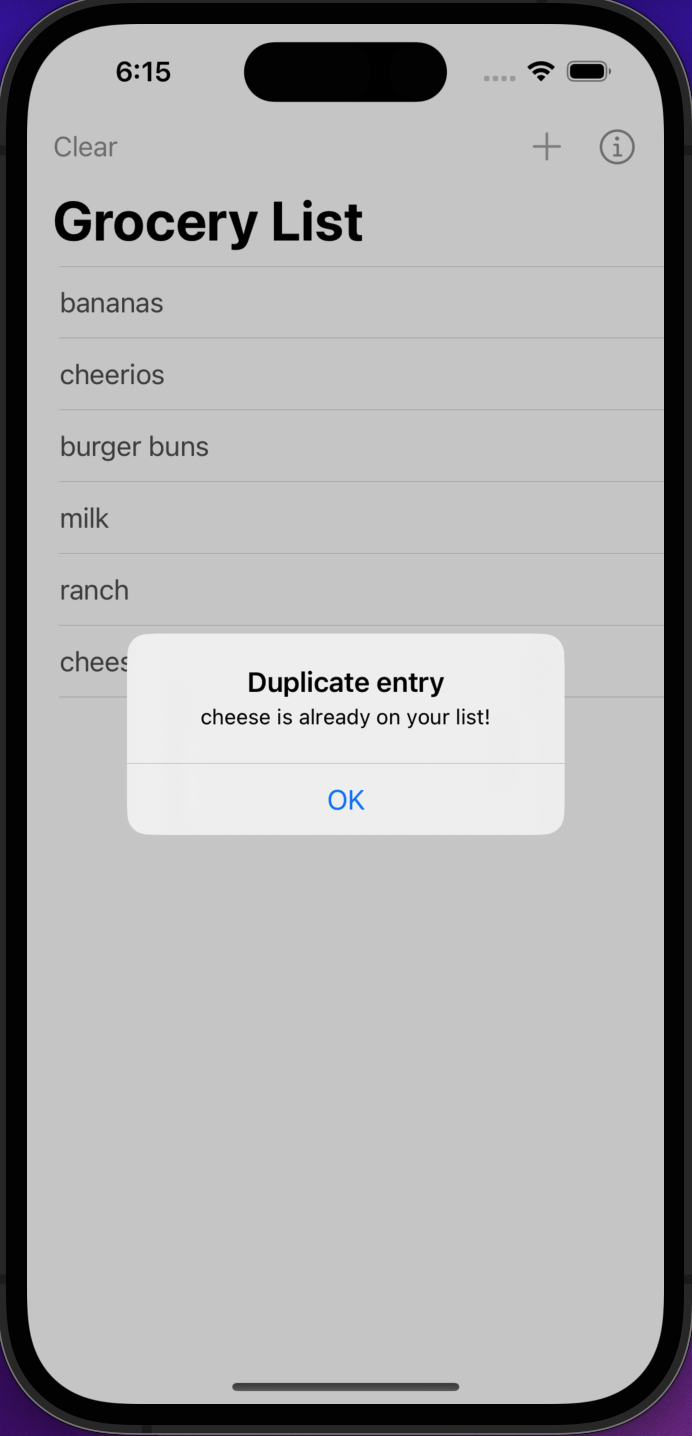 6:15
Clear
Grocery List
bananas
cheerios
burger buns
milk
ranch
chees
Duplicate entry
cheese is already on your list!
OK